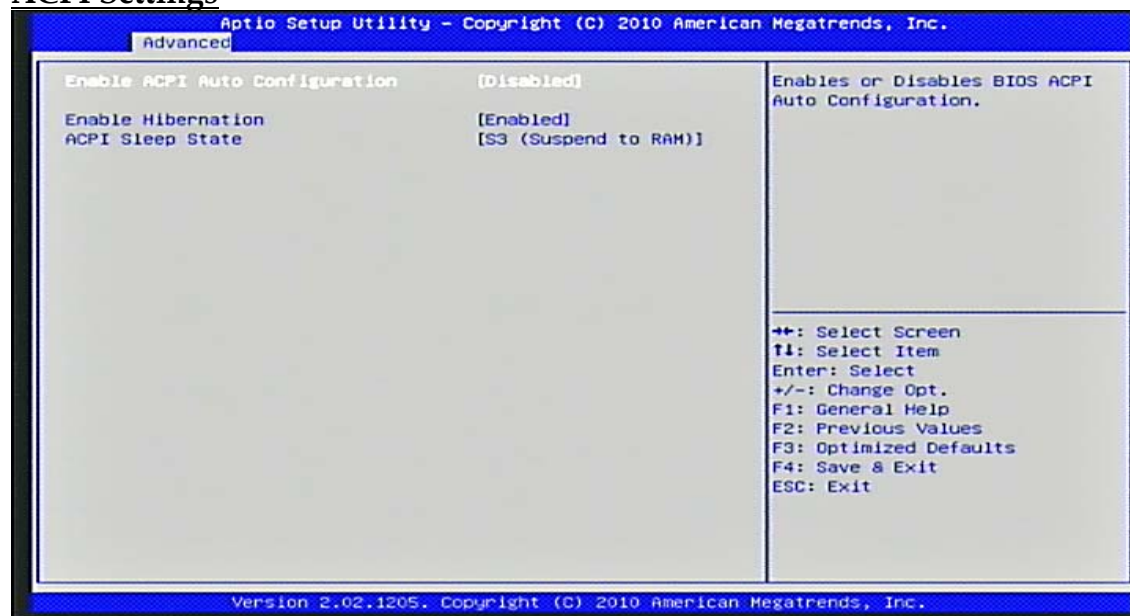 ACPI Settings
Aptio Setup Utility - Copyright (C) 2010 American Megatrends, Inc.
Advanced
Enable ACPI Auto Configuration [Disabled]
Enable Hibernation [Enabled]
ACPI Sleep State [S3 (Suspend to RAM)]
Enables or Disables BIOS ACPI
Auto Configuration.
→←: Select Screen
↑↓: Select Item
Enter: Select
+/-: Change Opt.
F1: General Help
F2: Previous Values
F3: Optimized Defaults
F4: Save & Exit
ESC: Exit
Version 2.02.1205. Copyright (C) 2010 American Megatrends, Inc.